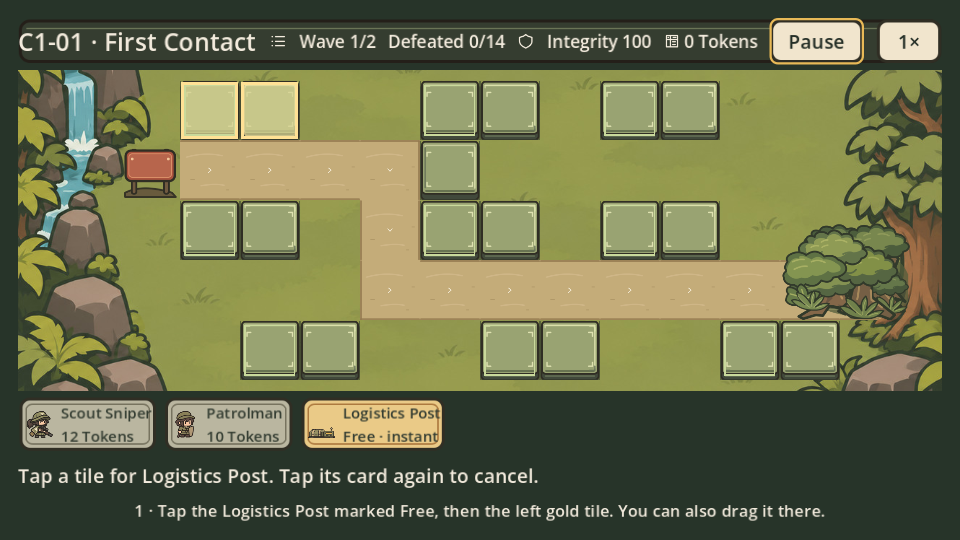 C1-01 · First Contact Wave 1/2 Defeated 0/14 Integrity 100 0 Tokens Pause 1×
Scout Sniper
12 Tokens
Patrolman
10 Tokens
Logistics Post
Free · instant
Tap a tile for Logistics Post. Tap its card again to cancel.
1 · Tap the Logistics Post marked Free, then the left gold tile. You can also drag it there.